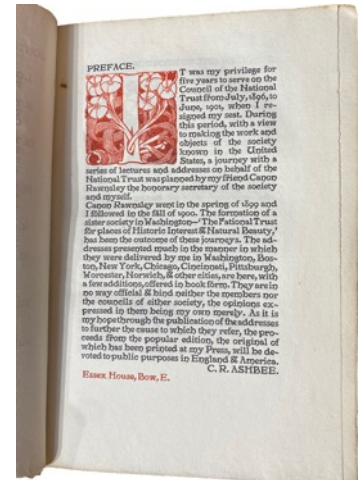 PREFACE.
IT was my privilege for
five years to serve on the
Council of the National
Trust from July, 1896, to
June, 1901, when I re-
signed my seat. During
this period, with a view
to making the work and
objects of the society
known in the United
States, a journey with a
series of lectures and addresses on behalf of the
National Trust was planned by my friend Canon
Rawnsley the honorary secretary of the society
and myself.
Canon Rawnsley went in the spring of 1899 and
I followed in the fall of 1900. The formation of a
sister society in Washington—'The National Trust
for places of Historic Interest & Natural Beauty,'
has been the outcome of these journeys. The ad-
dresses presented much in the manner in which
they were delivered by me in Washington, Bos-
ton, New York, Chicago, Cincinnati, Pittsburgh,
Worcester, Norwich, & other cities, are here, with
a few additions, offered in book form. They are in
no way official & bind neither the members nor
the councils of either society, the opinions ex-
pressed in them being my own merely. As it is
my hope through the publication of the addresses
to further the cause to which they refer, the pro-
ceeds from the popular edition, the original of
which has been printed at my Press, will be de-
voted to public purposes in England & America.
C. R. ASHBEE.
Essex House, Bow, E.